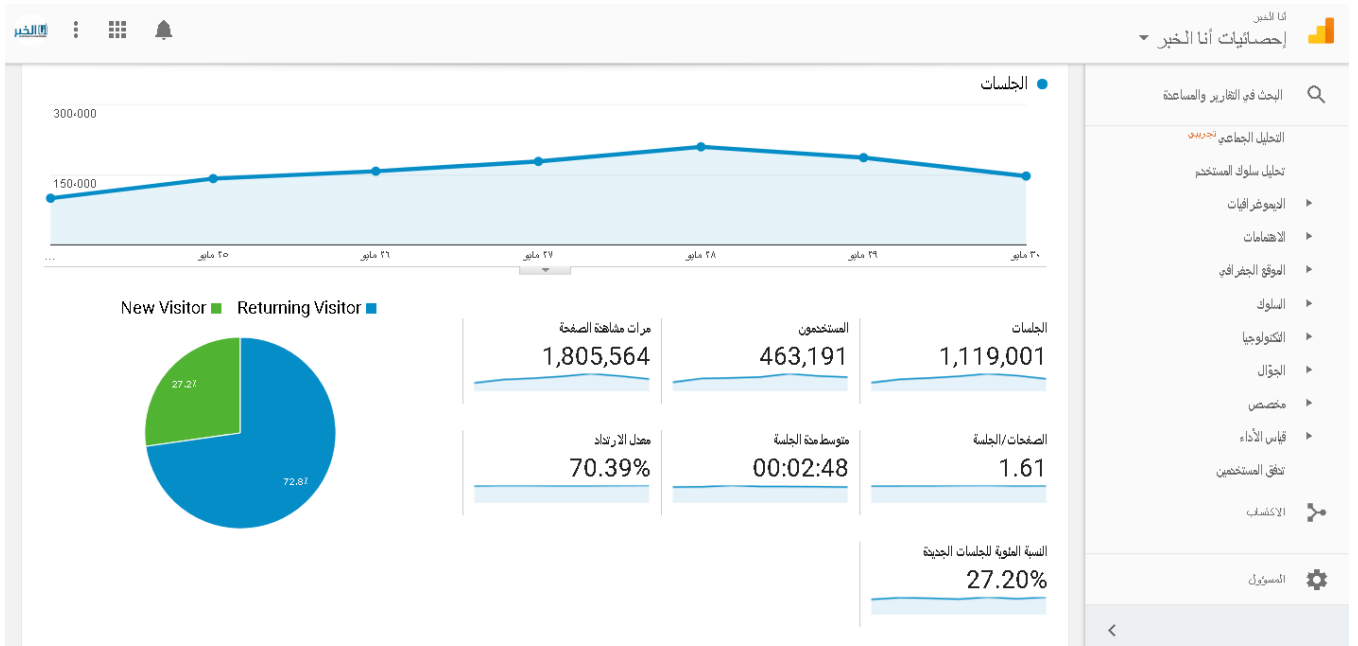 أنا الخبر
إحصائيات أنا الخبر
الخبر
البحث في التقارير والمساعدة
التحليل الجماعي تجريبي
تحليل سلوك المستخدم
الديموغرافيات
الاهتمامات
الموقع الجغرافي
السلوك
التكنولوجيا
الجوّال
مخصص
قياس الأداء
تدفق المستخدمين
الاكتساب
المسؤول
الجلسات
300،000
150،000
...
٢٥ مايو
٢٦ مايو
٢٧ مايو
٢٨ مايو
٢٩ مايو
٣٠ مايو
New Visitor Returning Visitor
27.2٪
72.8٪
الجلسات
1,119,001
المستخدمون
463,191
مرات مشاهدة الصفحة
1,805,564
الصفحات/الجلسة
1.61
متوسط مدة الجلسة
00:02:48
معدل الارتداد
70.39%
النسبة المئوية للجلسات الجديدة
27.20%